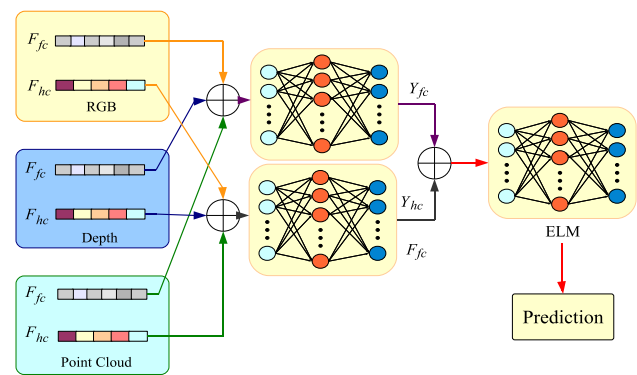 F_fc
F_hc
RGB
F_fc
F_hc
Depth
F_fc
F_hc
Point Cloud
Y_fc
Y_hc
F_fc
ELM
Prediction